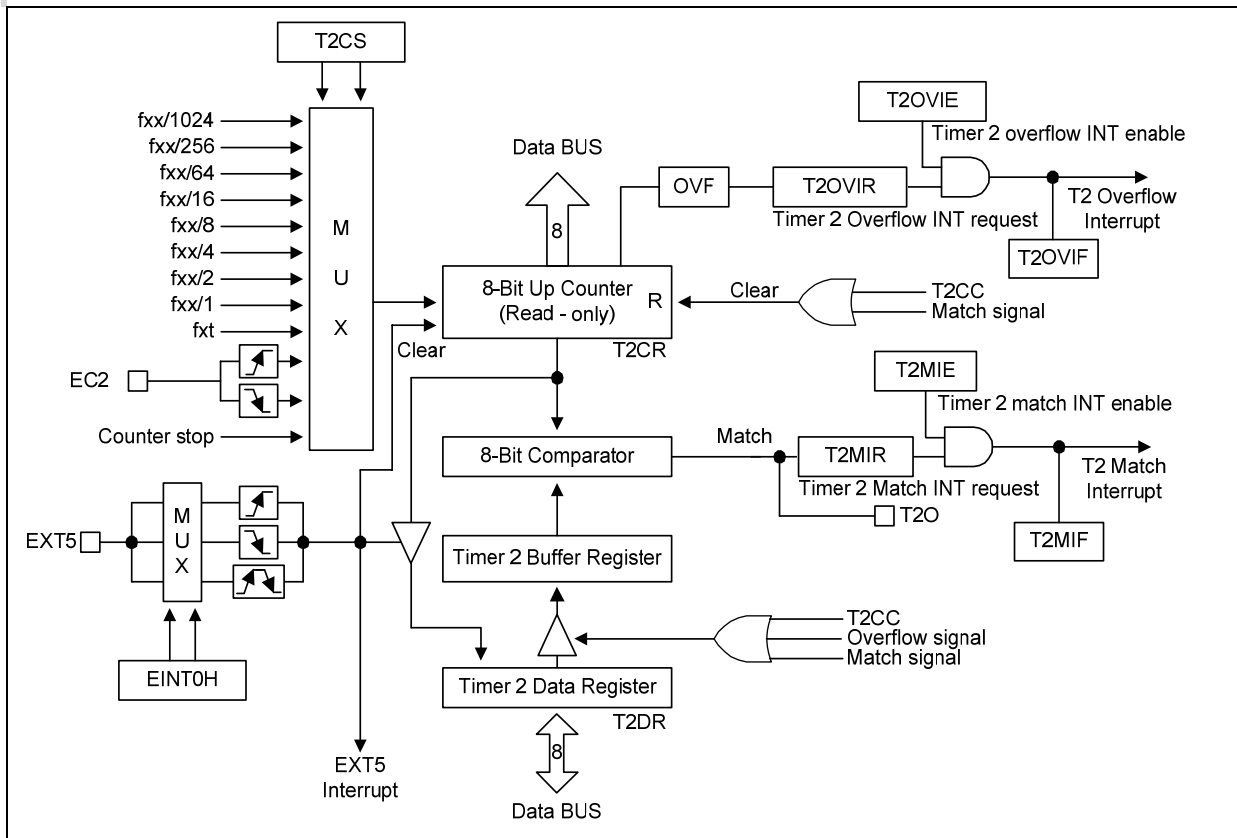 T2CS
fxx/1024
fxx/256
fxx/64
fxx/16
fxx/8
fxx/4
fxx/2
fxx/1
fxt
EC2
Counter stop
M
U
X
Data BUS
8
8-Bit Up Counter
(Read - only)
R
T2CR
Clear
OVF
T2OVIR
Timer 2 Overflow INT request
T2OVIE
Timer 2 overflow INT enable
T2 Overflow
Interrupt
T2OVIF
Clear
T2CC
Match signal
8-Bit Comparator
Match
T2MIR
Timer 2 Match INT request
T2MIE
Timer 2 match INT enable
T2 Match
Interrupt
T2MIF
T2O
EXT5
M
U
X
EINT0H
EXT5
Interrupt
Timer 2 Buffer Register
T2CC
Overflow signal
Match signal
Timer 2 Data Register
T2DR
8
Data BUS